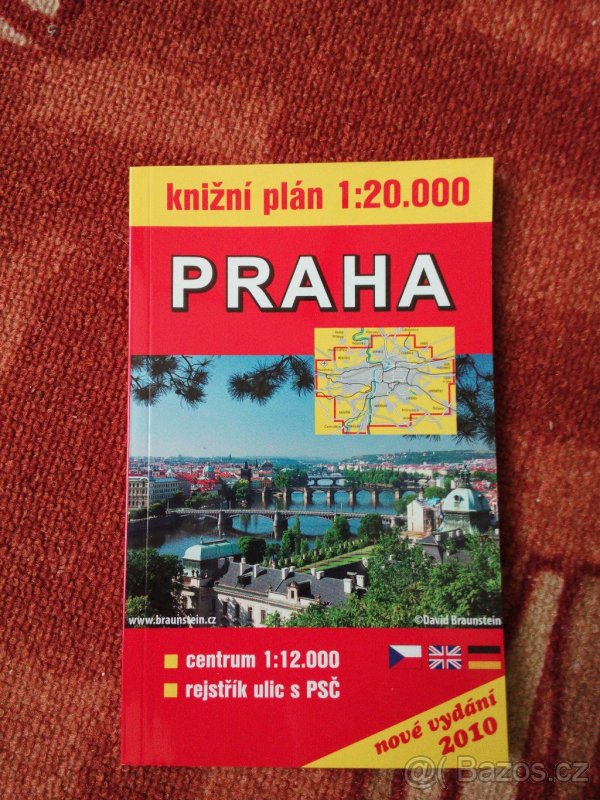 knižní plán 1:20.000
PRAHA
www.braunstein.cz
©David Braunstein
centrum 1:12.000
rejstřík ulic s PSČ
nové vydání
2010
@ Bazos.cz